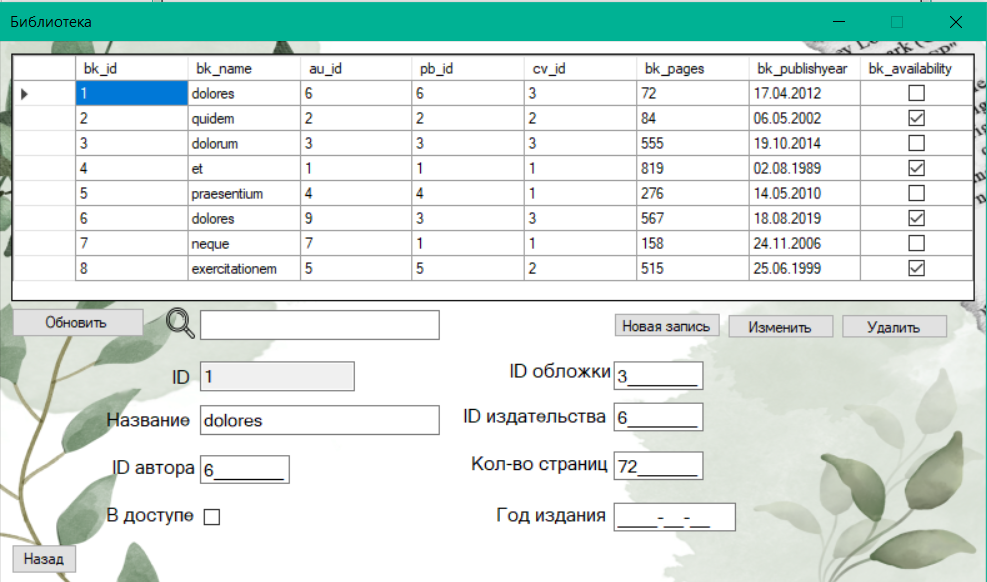 Библиотека
bk_id bk_name au_id pb_id cv_id bk_pages bk_publishyear bk_availability
1 dolores 6 6 3 72 17.04.2012
2 quidem 2 2 2 84 06.05.2002
3 dolorum 3 3 3 555 19.10.2014
4 et 1 1 1 819 02.08.1989
5 praesentium 4 4 1 276 14.05.2010
6 dolores 9 3 3 567 18.08.2019
7 neque 7 1 1 158 24.11.2006
8 exercitationem 5 5 2 515 25.06.1999
Обновить Новая запись Изменить Удалить
ID 1 ID обложки 3_______
Название dolores ID издательства 6_______
ID автора 6_______ Кол-во страниц 72______
В доступе Год издания ____-__-__
Назад